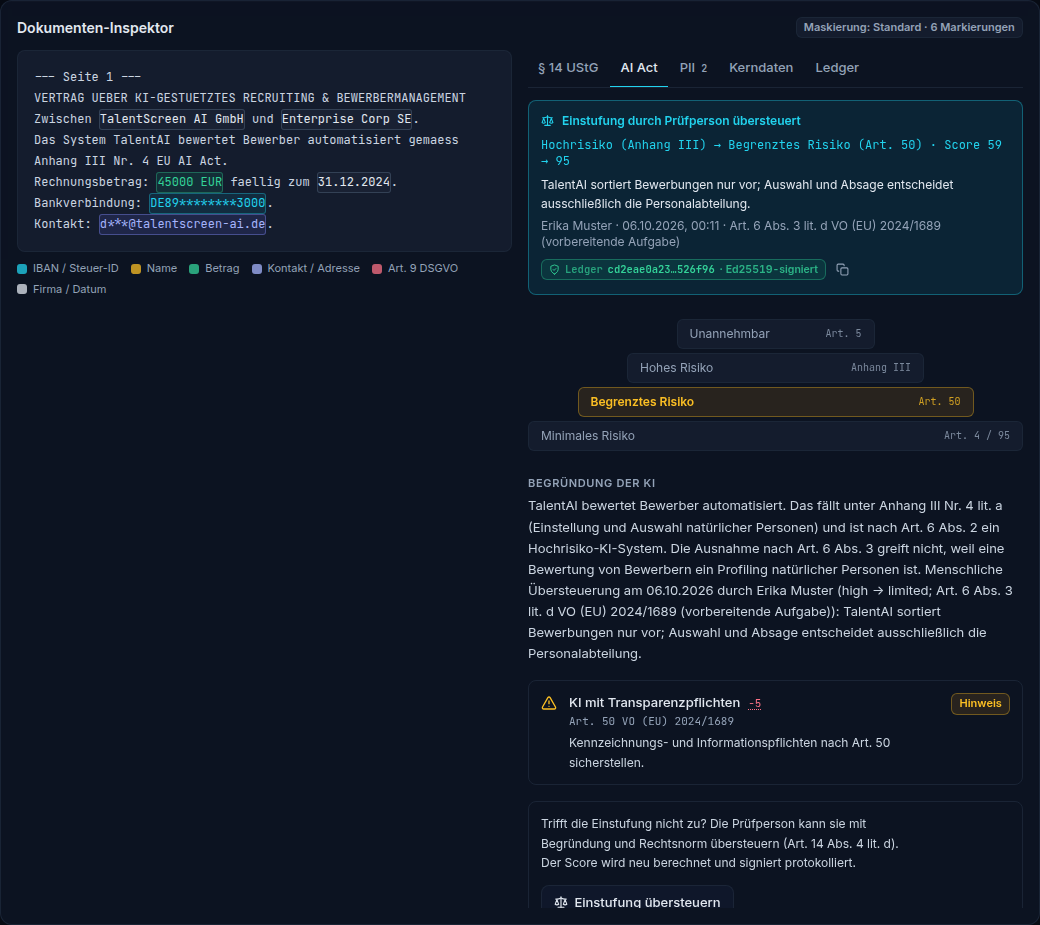 Dokumenten-Inspektor
Maskierung: Standard · 6 Markierungen
--- Seite 1 ---
VERTRAG UEBER KI-GESTUETZTES RECRUITING & BEWERBERMANAGEMENT
Zwischen TalentScreen AI GmbH und Enterprise Corp SE.
Das System TalentAI bewertet Bewerber automatisiert gemaess
Anhang III Nr. 4 EU AI Act.
Rechnungsbetrag: 45000 EUR faellig zum 31.12.2024.
Bankverbindung: DE89********3000.
Kontakt: d***@talentscreen-ai.de.
IBAN / Steuer-ID
Name
Betrag
Kontakt / Adresse
Art. 9 DSGVO
Firma / Datum
§ 14 UStG
AI Act
PII 2
Kerndaten
Ledger
Einstufung durch Prüfperson übersteuert
Hochrisiko (Anhang III) → Begrenztes Risiko (Art. 50) · Score 59
→ 95
TalentAI sortiert Bewerbungen nur vor; Auswahl und Absage entscheidet
ausschließlich die Personalabteilung.
Erika Muster · 06.10.2026, 00:11 · Art. 6 Abs. 3 lit. d VO (EU) 2024/1689
(vorbereitende Aufgabe)
Ledger cd2eae0a23…526f96 · Ed25519-signiert
Unannehmbar Art. 5
Hohes Risiko Anhang III
Begrenztes Risiko Art. 50
Minimales Risiko Art. 4 / 95
BEGRÜNDUNG DER KI
TalentAI bewertet Bewerber automatisiert. Das fällt unter Anhang III Nr. 4 lit. a
(Einstellung und Auswahl natürlicher Personen) und ist nach Art. 6 Abs. 2 ein
Hochrisiko-KI-System. Die Ausnahme nach Art. 6 Abs. 3 greift nicht, weil eine
Bewertung von Bewerbern ein Profiling natürlicher Personen ist. Menschliche
Übersteuerung am 06.10.2026 durch Erika Muster (high → limited; Art. 6 Abs. 3
lit. d VO (EU) 2024/1689 (vorbereitende Aufgabe)): TalentAI sortiert
Bewerbungen nur vor; Auswahl und Absage entscheidet ausschließlich die
Personalabteilung.
KI mit Transparenzpflichten -5
Hinweis
Art. 50 VO (EU) 2024/1689
Kennzeichnungs- und Informationspflichten nach Art. 50
sicherstellen.
Trifft die Einstufung nicht zu? Die Prüfperson kann sie mit
Begründung und Rechtsnorm übersteuern (Art. 14 Abs. 4 lit. d).
Der Score wird neu berechnet und signiert protokolliert.
Einstufung übersteuern